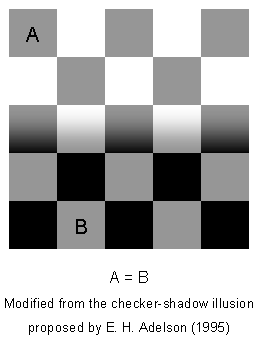 A
B
A = B
Modified from the checker-shadow illusion
proposed by E. H. Adelson (1995)